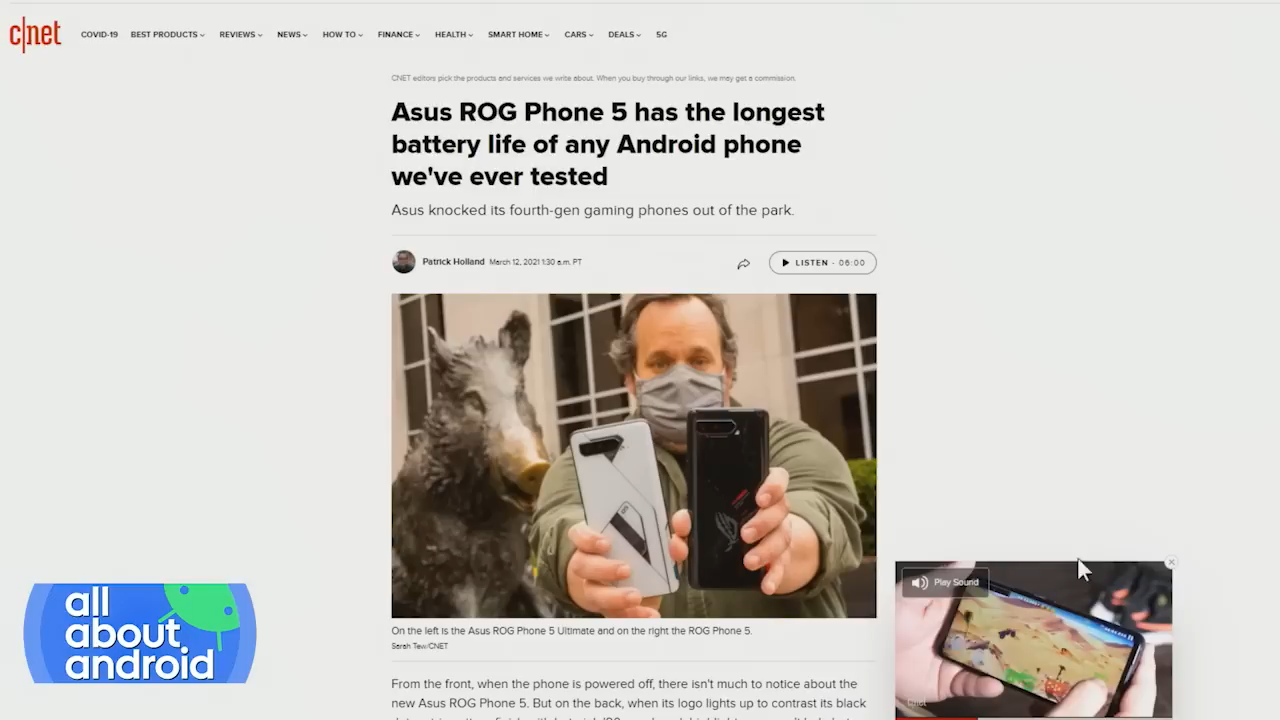 c|net
COVID-19 BEST PRODUCTS REVIEWS NEWS HOW TO FINANCE HEALTH SMART HOME CARS DEALS 5G
CNET editors pick the products and services we write about. When you buy through our links, we may get a commission.
Asus ROG Phone 5 has the longest
battery life of any Android phone
we've ever tested
Asus knocked its fourth-gen gaming phones out of the park.
Patrick Holland March 12, 2021 1:30 a.m. PT
LISTEN - 06:00
Play Sound
c|net
On the left is the Asus ROG Phone 5 Ultimate and on the right the ROG Phone 5.
Sarah Tew/CNET
From the front, when the phone is powered off, there isn't much to notice about the
new Asus ROG Phone 5. But on the back, when its logo lights up to contrast its black
all
about
android